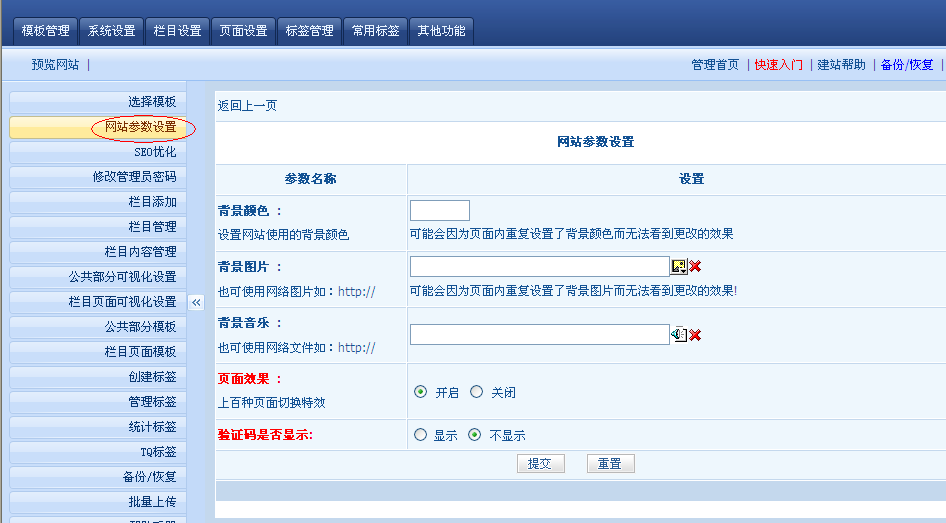 模板管理 系统设置 栏目设置 页面设置 标签管理 常用标签 其他功能
预览网站 | 管理首页 | 快速入门 | 建站帮助 | 备份/恢复 |
选择模板
网站参数设置
SEO优化
修改管理员密码
栏目添加
栏目管理
栏目内容管理
公共部分可视化设置
栏目页面可视化设置
公共部分模板
栏目页面模板
创建标签
管理标签
统计标签
TQ标签
备份/恢复
批量上传
«
返回上一页
网站参数设置
参数名称 设置
背景颜色 :
设置网站使用的背景颜色 可能会因为页面内重复设置了背景颜色而无法看到更改的效果
背景图片 :
也可使用网络图片如：http:// 可能会因为页面内重复设置了背景图片而无法看到更改的效果!
背景音乐 :
也可使用网络文件如：http://
页面效果 :
上百种页面切换特效 开启 关闭
验证码是否显示: 显示 不显示
提交 重置